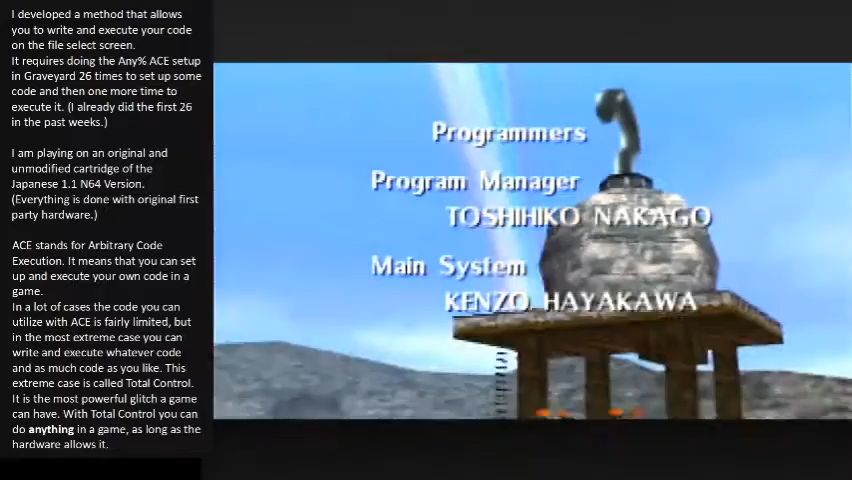 I developed a method that allows
you to write and execute your code
on the file select screen.
It requires doing the Any% ACE setup
in Graveyard 26 times to set up some
code and then one more time to
execute it. (I already did the first 26
in the past weeks.)
I am playing on an original and
unmodified cartridge of the
Japanese 1.1 N64 Version.
(Everything is done with original first
party hardware.)
ACE stands for Arbitrary Code
Execution. It means that you can set
up and execute your own code in a
game.
In a lot of cases the code you can
utilize with ACE is fairly limited, but
in the most extreme case you can
write and execute whatever code
and as much code as you like. This
extreme case is called Total Control.
It is the most powerful glitch a game
can have. With Total Control you can
do anything in a game, as long as the
hardware allows it.
Programmers
Program Manager
TOSHIHIKO NAKAGO
Main System
KENZO HAYAKAWA